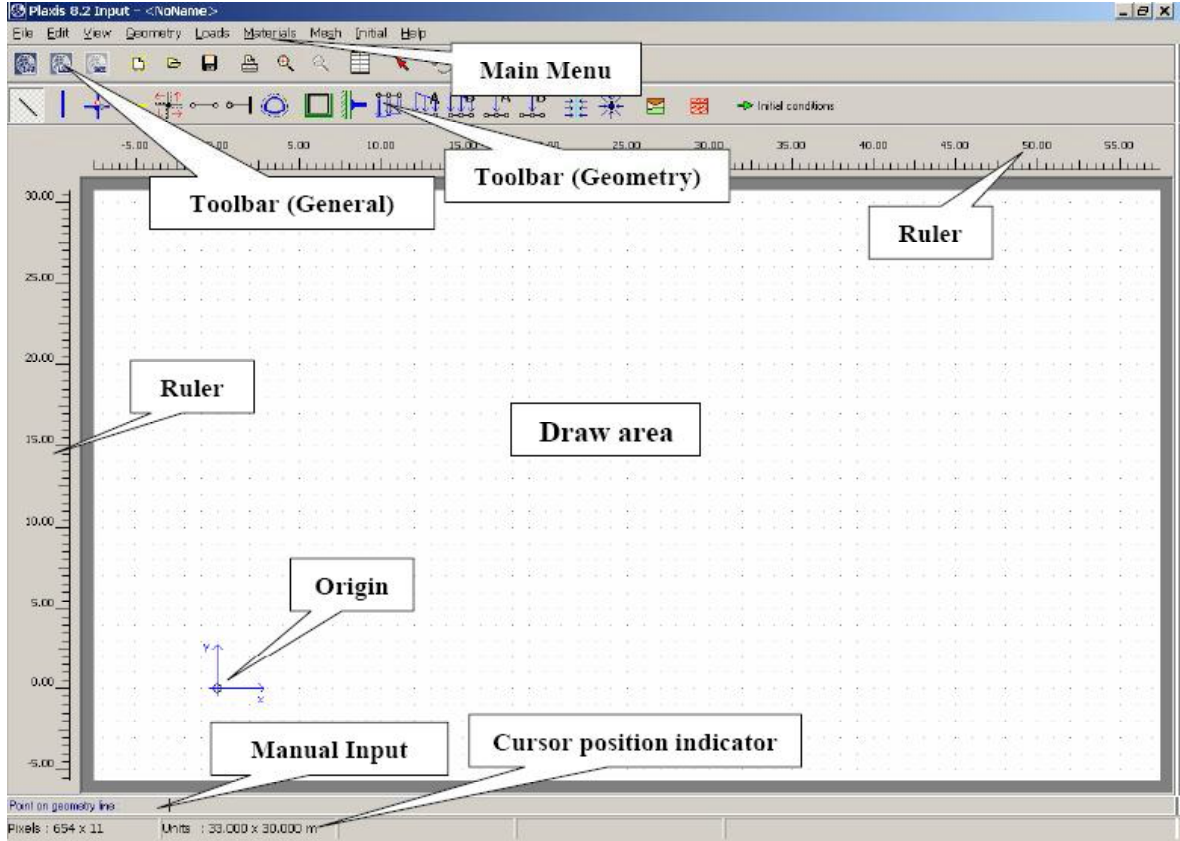 Plaxis 8.2 Input - <NoName>
File Edit View Geometry Loads Materials Mesh Initial Help
Main Menu
Initial conditions
-5.00 0.00 5.00 10.00 15.00 20.00 25.00 30.00 35.00 40.00 45.00 50.00 55.00
Toolbar (Geometry)
Toolbar (General)
Ruler
30.00
25.00
20.00
Ruler
Draw area
15.00
10.00
Origin
5.00
Y
0.00
x
Manual Input
Cursor position indicator
-5.00
Point on geometry line
Pixels : 654 x 11 Units : 33.000 x 30.000 m